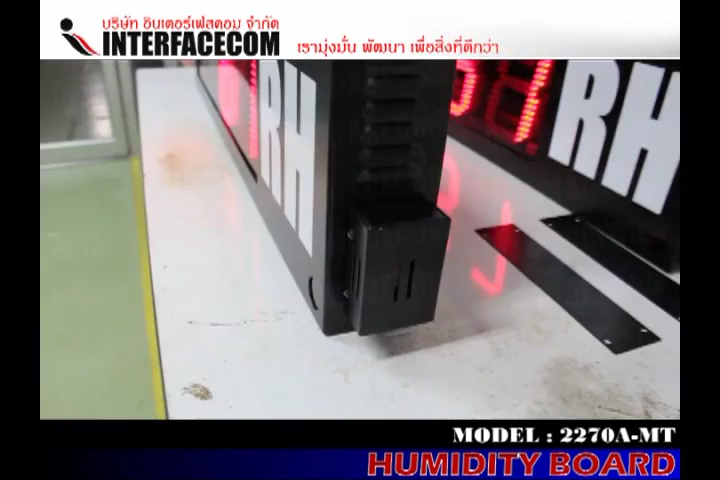 บริษัท อินเตอร์เฟสคอม จำกัด
INTERFACECOM เรามุ่งมั่น พัฒนา เพื่อสิ่งที่ดีกว่า
RH
RH
MODEL : 2270A-MT
HUMIDITY BOARD